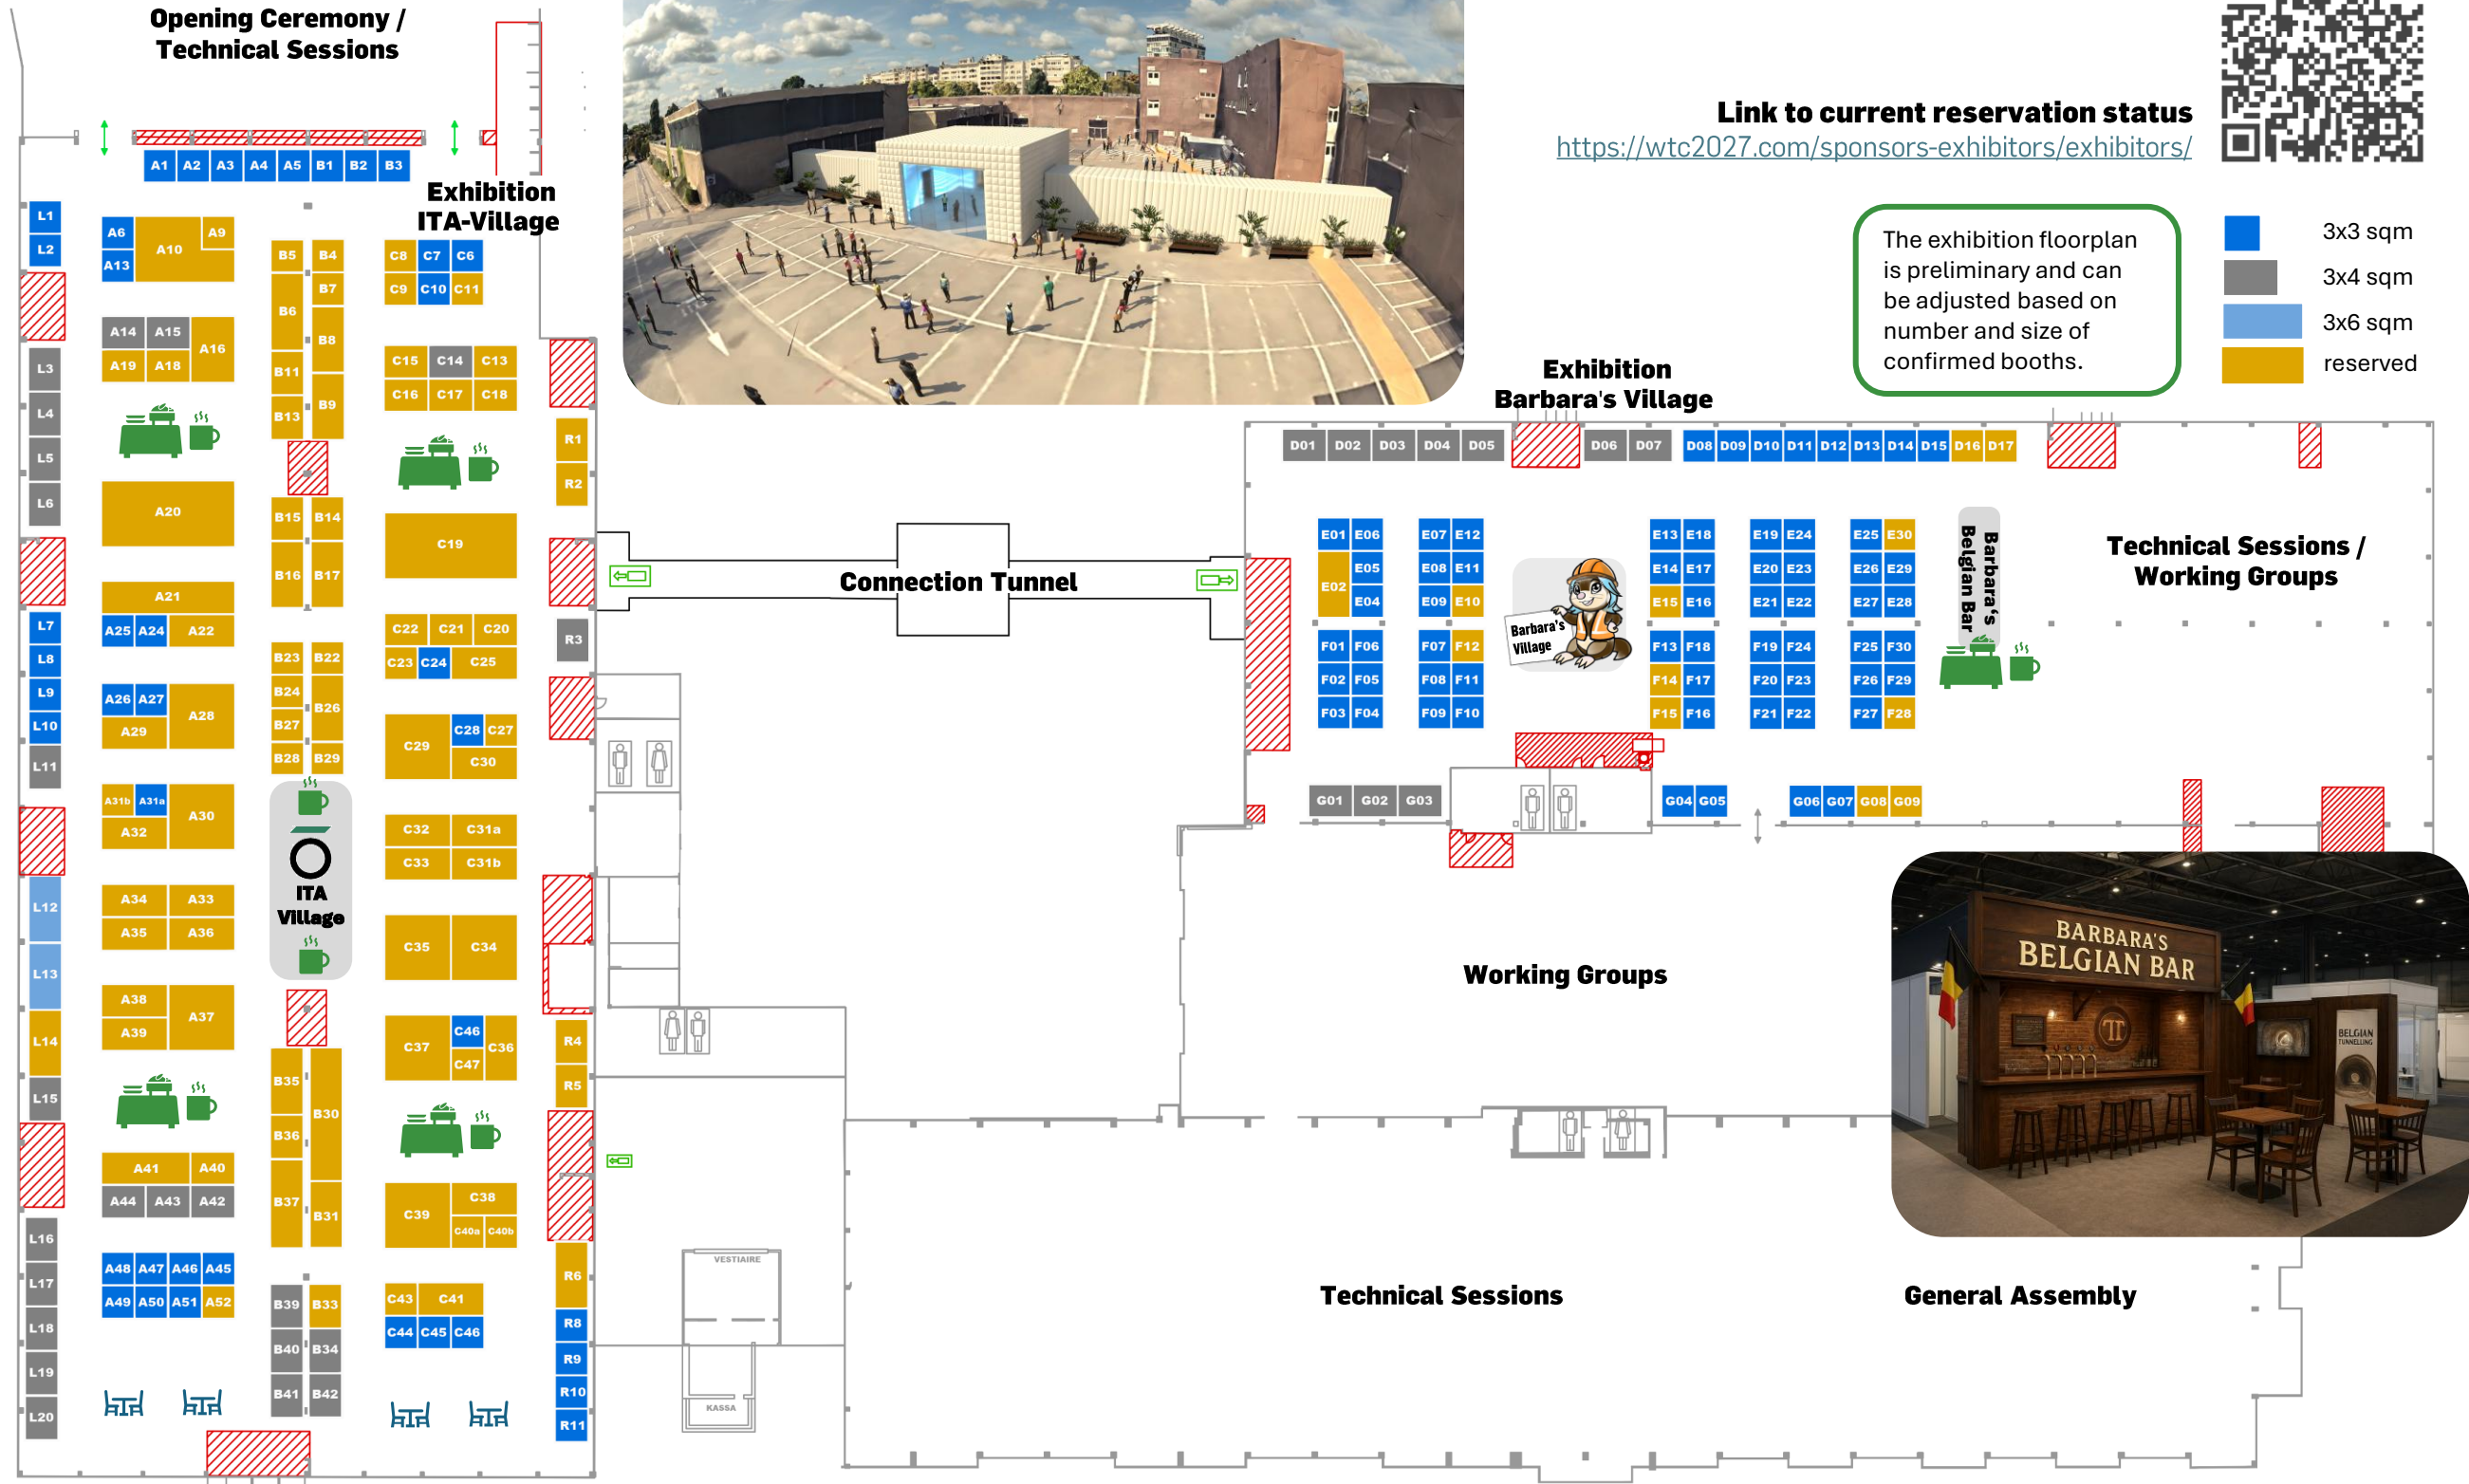 Opening Ceremony /
Technical Sessions
A1 A2 A3 A4 A5 B1 B2 B3
Exhibition
ITA-Village
L1
L2
L3
L4
L5
L6
L7
L8
L9
L10
L11
L12
L13
L14
L15
L16
L17
L18
L19
L20
A6 A10 A9
A13
A14 A15 A16
A19 A18
A20
A21
A25 A24 A22
A26 A27 A28
A29
A31b A31a A30
A32
A34 A33
A35 A36
A38 A37
A39
A41 A40
A44 A43 A42
A48 A47 A46 A45
A49 A50 A51 A52
B5 B4
B7
B6
B8
B11
B9
B13
B15 B14
B16 B17
B23 B22
B24
B26
B27
B28 B29
ITA
Village
B35
B30
B36
B37
B31
B39 B33
B40 B34
B41 B42
C8 C7 C6
C9 C10 C11
C15 C14 C13
C16 C17 C18
C19
C22 C21 C20
C23 C24 C25
C29 C28 C27
C30
C32 C31a
C33 C31b
C35 C34
C37 C46 C36
C47
C39 C38
C40a C40b
C43 C41
C44 C45 C46
R1
R2
R3
R4
R5
R6
R8
R9
R10
R11
Connection Tunnel
VESTIAIRE
KASSA
Link to current reservation status
https://wtc2027.com/sponsors-exhibitors/exhibitors/
The exhibition floorplan
is preliminary and can
be adjusted based on
number and size of
confirmed booths.
3x3 sqm
3x4 sqm
3x6 sqm
reserved
Exhibition
Barbara's Village
D01 D02 D03 D04 D05 D06 D07 D08 D09 D10 D11 D12 D13 D14 D15 D16 D17
E01 E06 E07 E12 E13 E18 E19 E24 E25 E30
E02 E05 E08 E11 E14 E17 E20 E23 E26 E29
E04 E09 E10 E15 E16 E21 E22 E27 E28
F01 F06 F07 F12 F13 F18 F19 F24 F25 F30
F02 F05 F08 F11 F14 F17 F20 F23 F26 F29
F03 F04 F09 F10 F15 F16 F21 F22 F27 F28
Barbara's
Village
Barbara's
Belgian Bar
Technical Sessions /
Working Groups
G01 G02 G03 G04 G05 G06 G07 G08 G09
Working Groups
BARBARA'S
BELGIAN BAR
BELGIAN
TUNNELLING
Technical Sessions
General Assembly